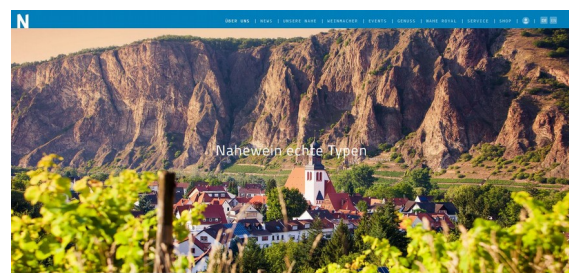 N
ÜBER UNS | NEWS | UNSERE NAHE | WEINMACHER | EVENTS | GENUSS | NAHE ROYAL | SERVICE | SHOP |
Nahewein echte Typen